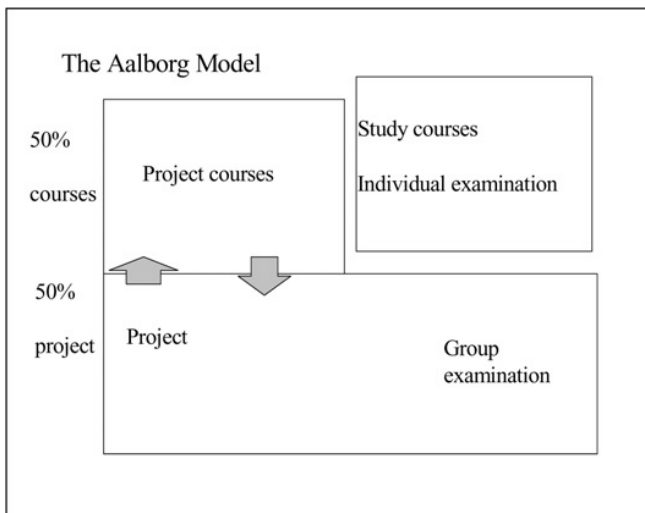 The Aalborg Model
50%
courses
Project courses
Study courses
Individual examination
50%
project
Project
Group
examination